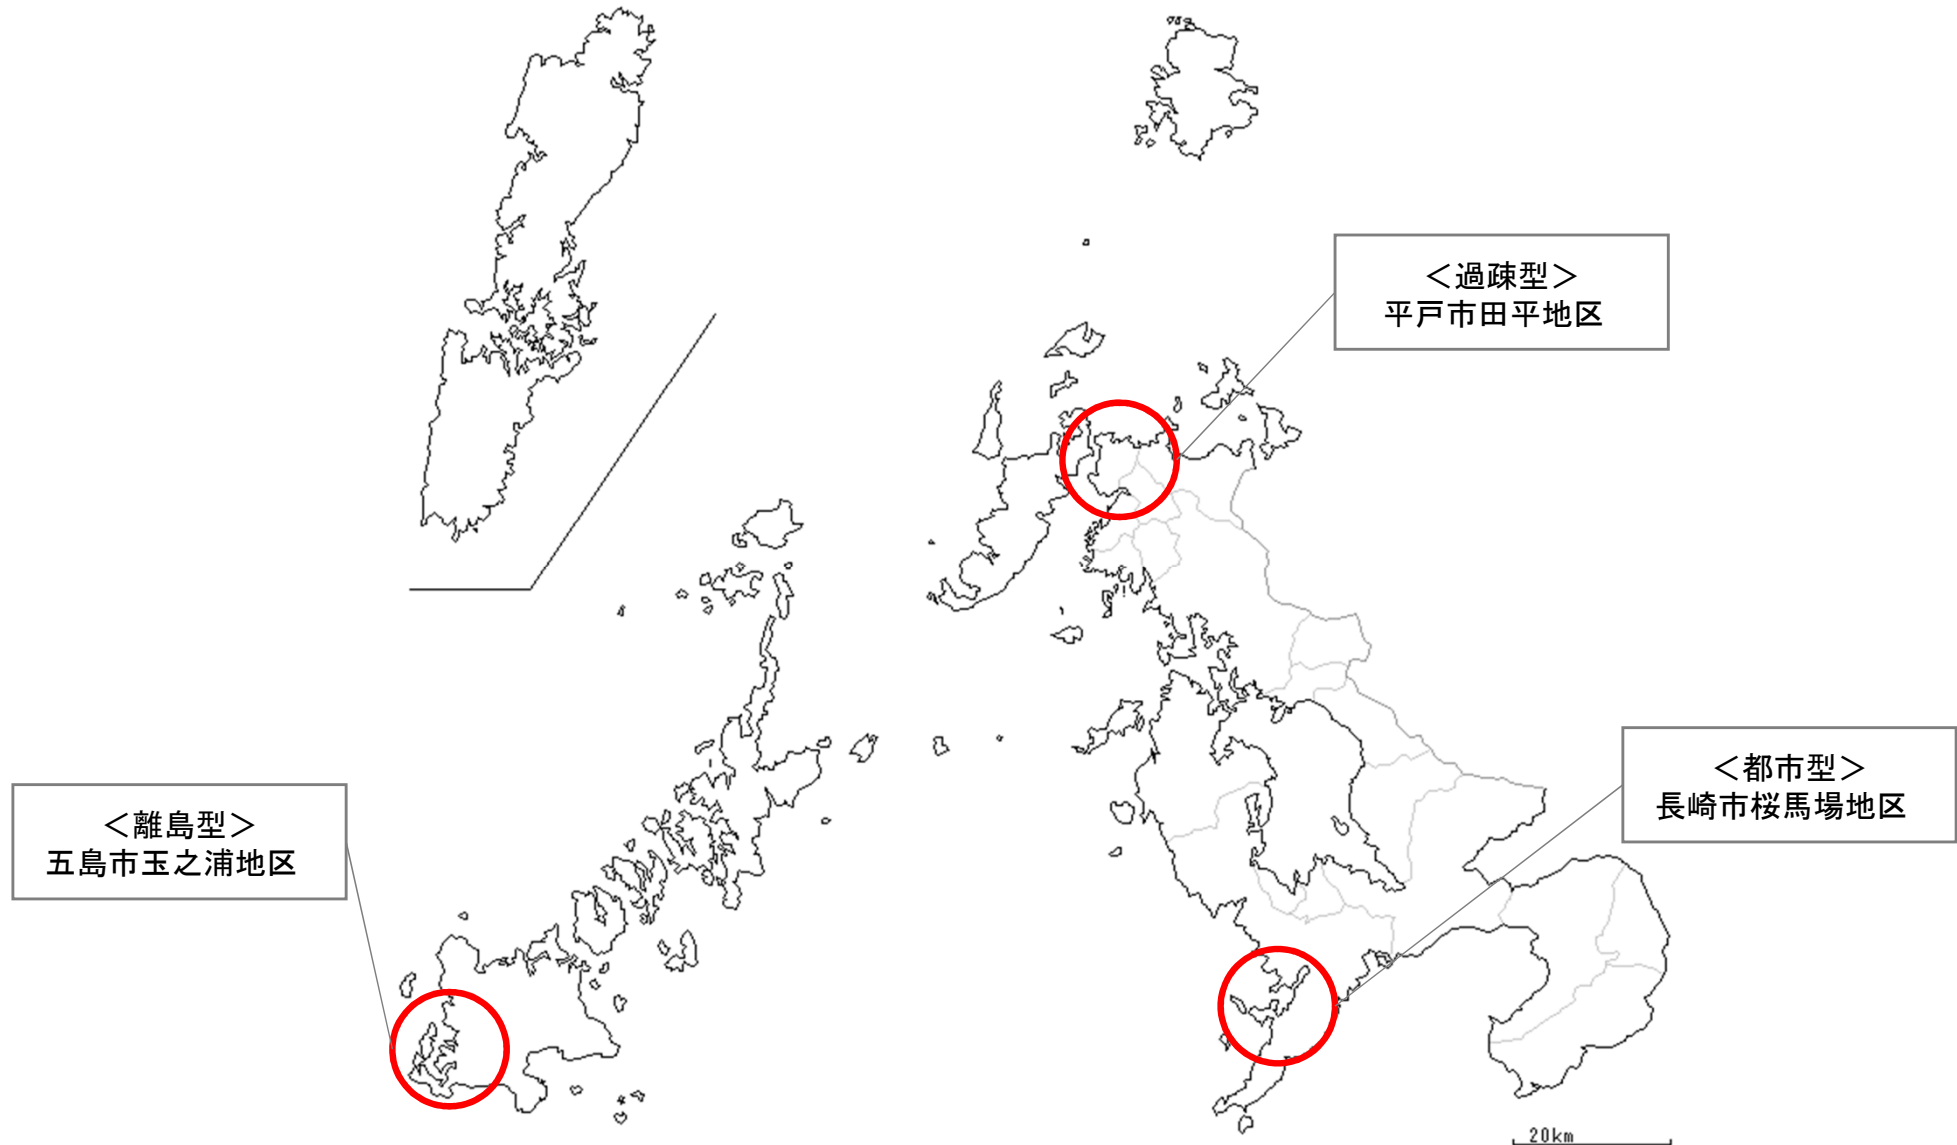 ＜過疎型＞
平戸市田平地区
＜都市型＞
長崎市桜馬場地区
＜離島型＞
五島市玉之浦地区
20km